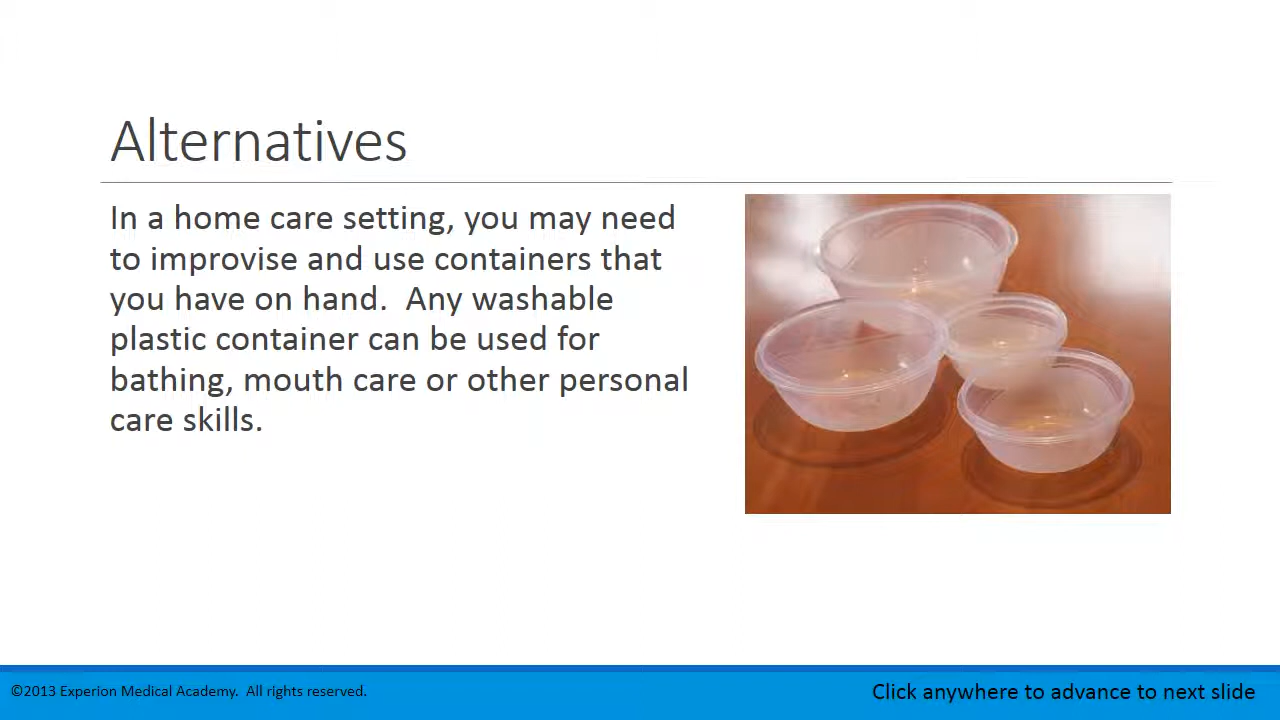 Alternatives
In a home care setting, you may need
to improvise and use containers that
you have on hand.  Any washable
plastic container can be used for
bathing, mouth care or other personal
care skills.
©2013 Experion Medical Academy.  All rights reserved.
Click anywhere to advance to next slide